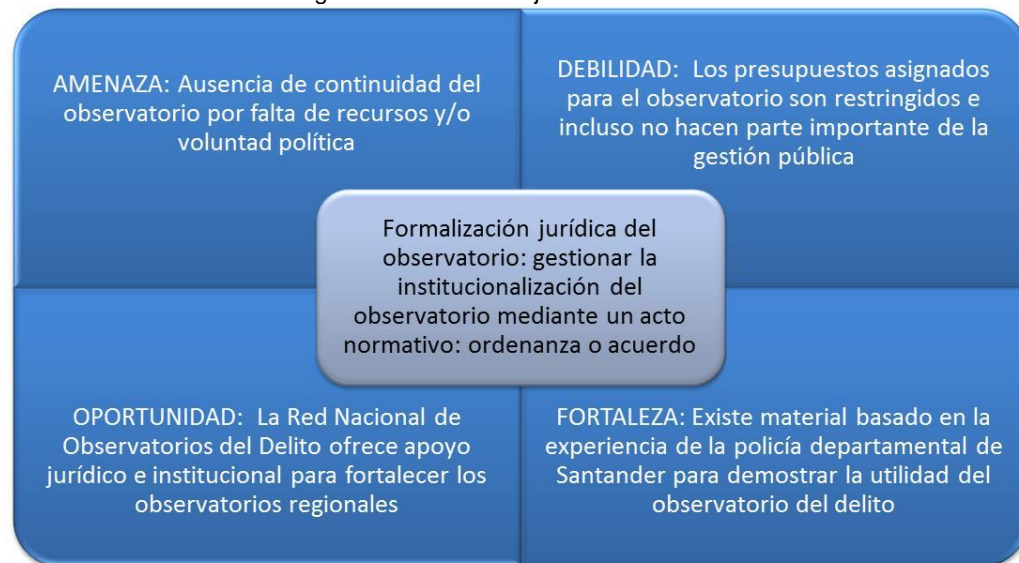 AMENAZA: Ausencia de continuidad del
observatorio por falta de recursos y/o
voluntad política
DEBILIDAD: Los presupuestos asignados
para el observatorio son restringidos e
incluso no hacen parte importante de la
gestión pública
Formalización jurídica del
observatorio: gestionar la
institucionalización del
observatorio mediante un acto
normativo: ordenanza o acuerdo
OPORTUNIDAD: La Red Nacional de
Observatorios del Delito ofrece apoyo
jurídico e institucional para fortalecer los
observatorios regionales
FORTALEZA: Existe material basado en la
experiencia de la policía departamental de
Santander para demostrar la utilidad del
observatorio del delito